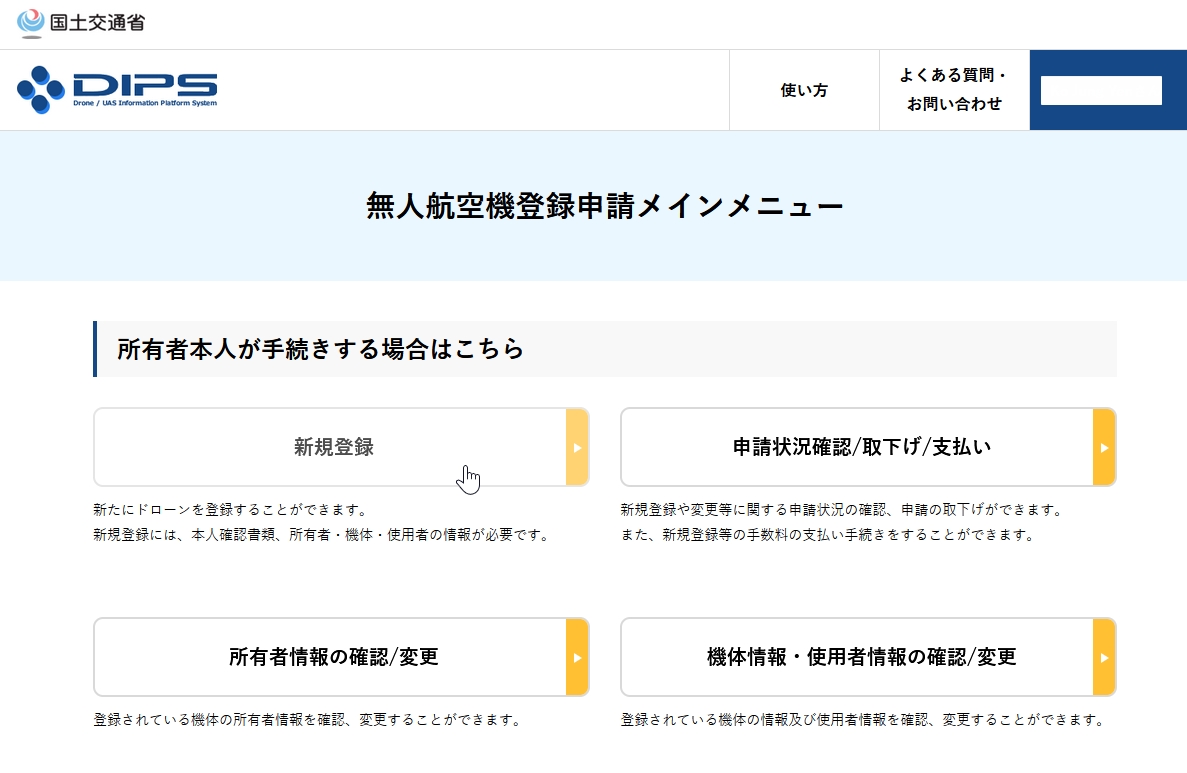 国土交通省
DIPS
Drone / UAS Information Platform System
使い方
よくある質問・
お問い合わせ
無人航空機登録申請メインメニュー
所有者本人が手続きする場合はこちら
新規登録
新たにドローンを登録することができます。
新規登録には、本人確認書類、所有者・機体・使用者の情報が必要です。
申請状況確認/取下げ/支払い
新規登録や変更等に関する申請状況の確認、申請の取下げができます。
また、新規登録等の手数料の支払い手続きをすることができます。
所有者情報の確認/変更
登録されている機体の所有者情報を確認、変更することができます。
機体情報・使用者情報の確認/変更
登録されている機体の情報及び使用者情報を確認、変更することができます。